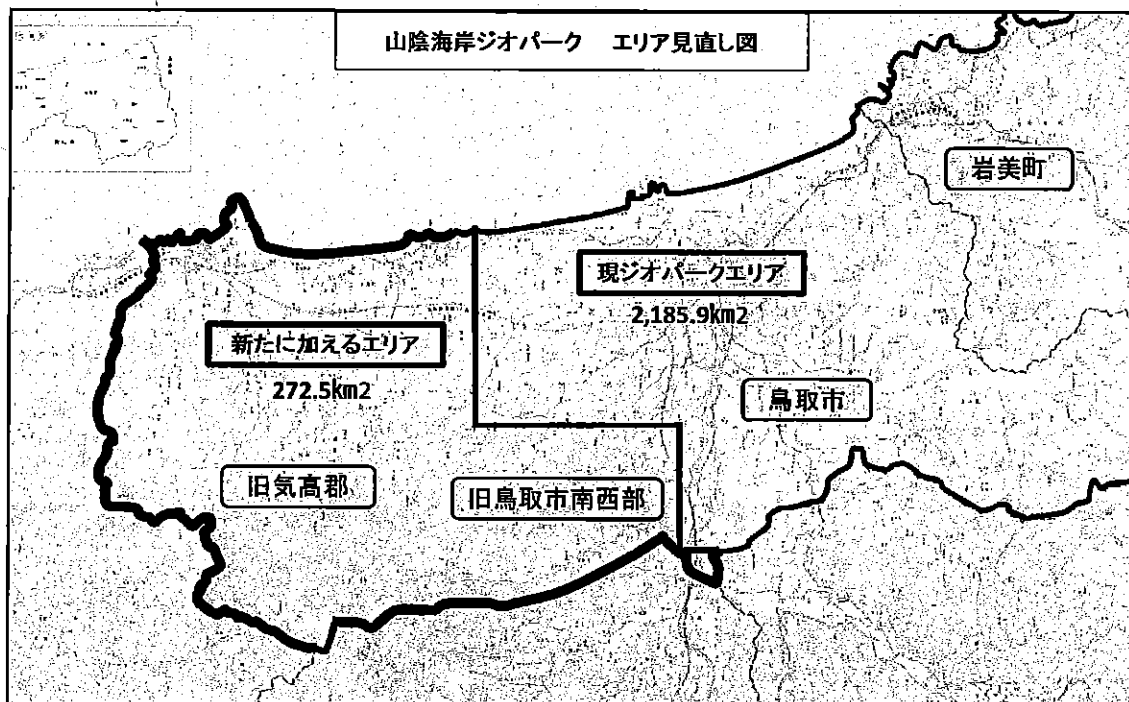 山陰海岸ジオパーク　エリア見直し図
岩美町
現ジオパークエリア
2,185.9km2
新たに加えるエリア
272.5km2
鳥取市
旧気高郡
旧鳥取市南西部